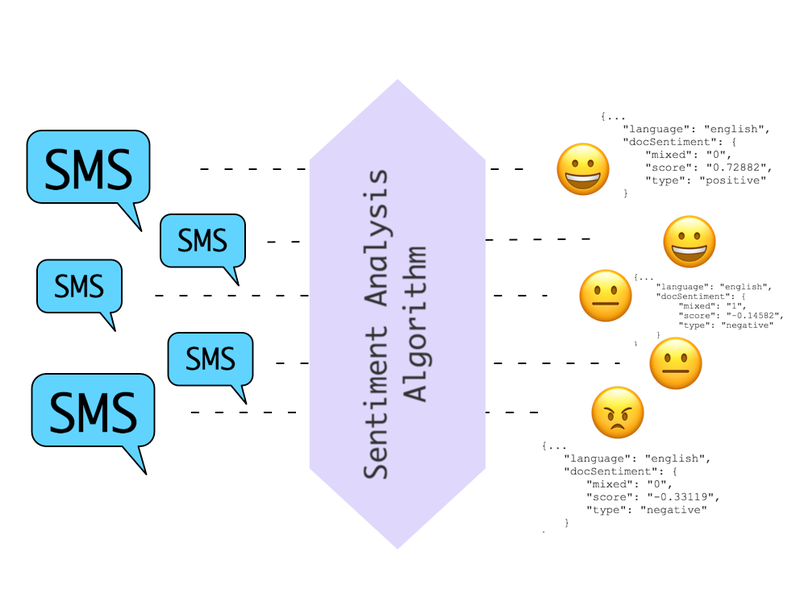 SMS
SMS
SMS
SMS
SMS
Sentiment Analysis
Algorithm
{...
"language": "english",
"docSentiment": {
"mixed": "0",
"score": "0.72882",
"type": "positive"
}
{...
"language": "english",
"docSentiment": {
"mixed": "1",
"score": "-0.14582",
"type": "negative"
}
}
{...
"language": "english",
"docSentiment": {
"mixed": "0",
"score": "-0.33119",
"type": "negative"
}